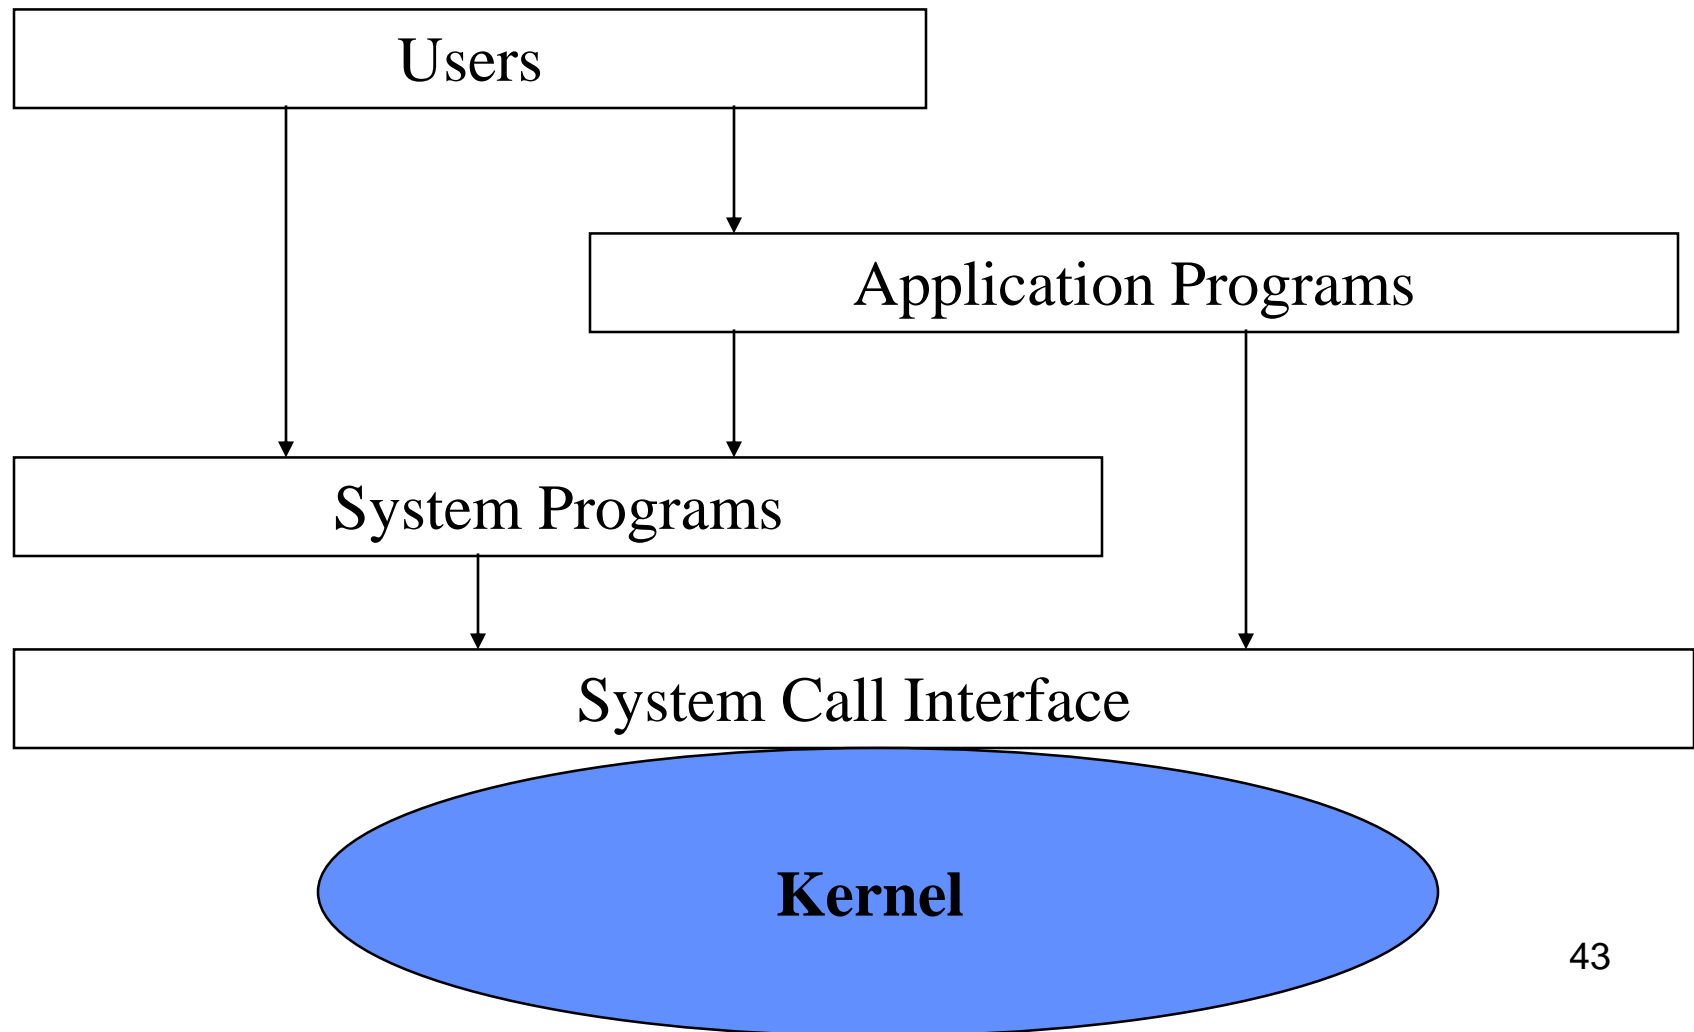 Users
Application Programs
System Programs
System Call Interface
Kernel
43